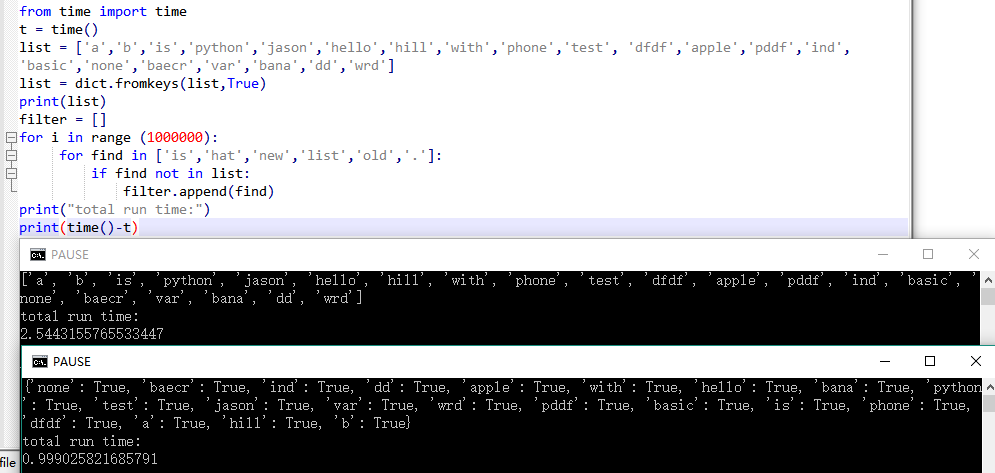 from time import time
t = time()
list = ['a','b','is','python','jason','hello','hill','with','phone','test', 'dfdf','apple','pddf','ind',
'basic','none','baecr','var','bana','dd','wrd']
list = dict.fromkeys(list,True)
print(list)
filter = []
for i in range (1000000):
    for find in ['is','hat','new','list','old','.']:
        if find not in list:
            filter.append(find)
print("total run time:")
print(time()-t)
PAUSE
['a', 'b', 'is', 'python', 'jason', 'hello', 'hill', 'with', 'phone', 'test', 'dfdf', 'apple', 'pddf', 'ind', 'basic', '
none', 'baecr', 'var', 'bana', 'dd', 'wrd']
total run time:
2.5443155765533447
PAUSE
{'none': True, 'baecr': True, 'ind': True, 'dd': True, 'apple': True, 'with': True, 'hello': True, 'bana': True, 'python
': True, 'test': True, 'jason': True, 'var': True, 'wrd': True, 'pddf': True, 'basic': True, 'is': True, 'phone': True,
'dfdf': True, 'a': True, 'hill': True, 'b': True}
total run time:
0.999025821685791
file